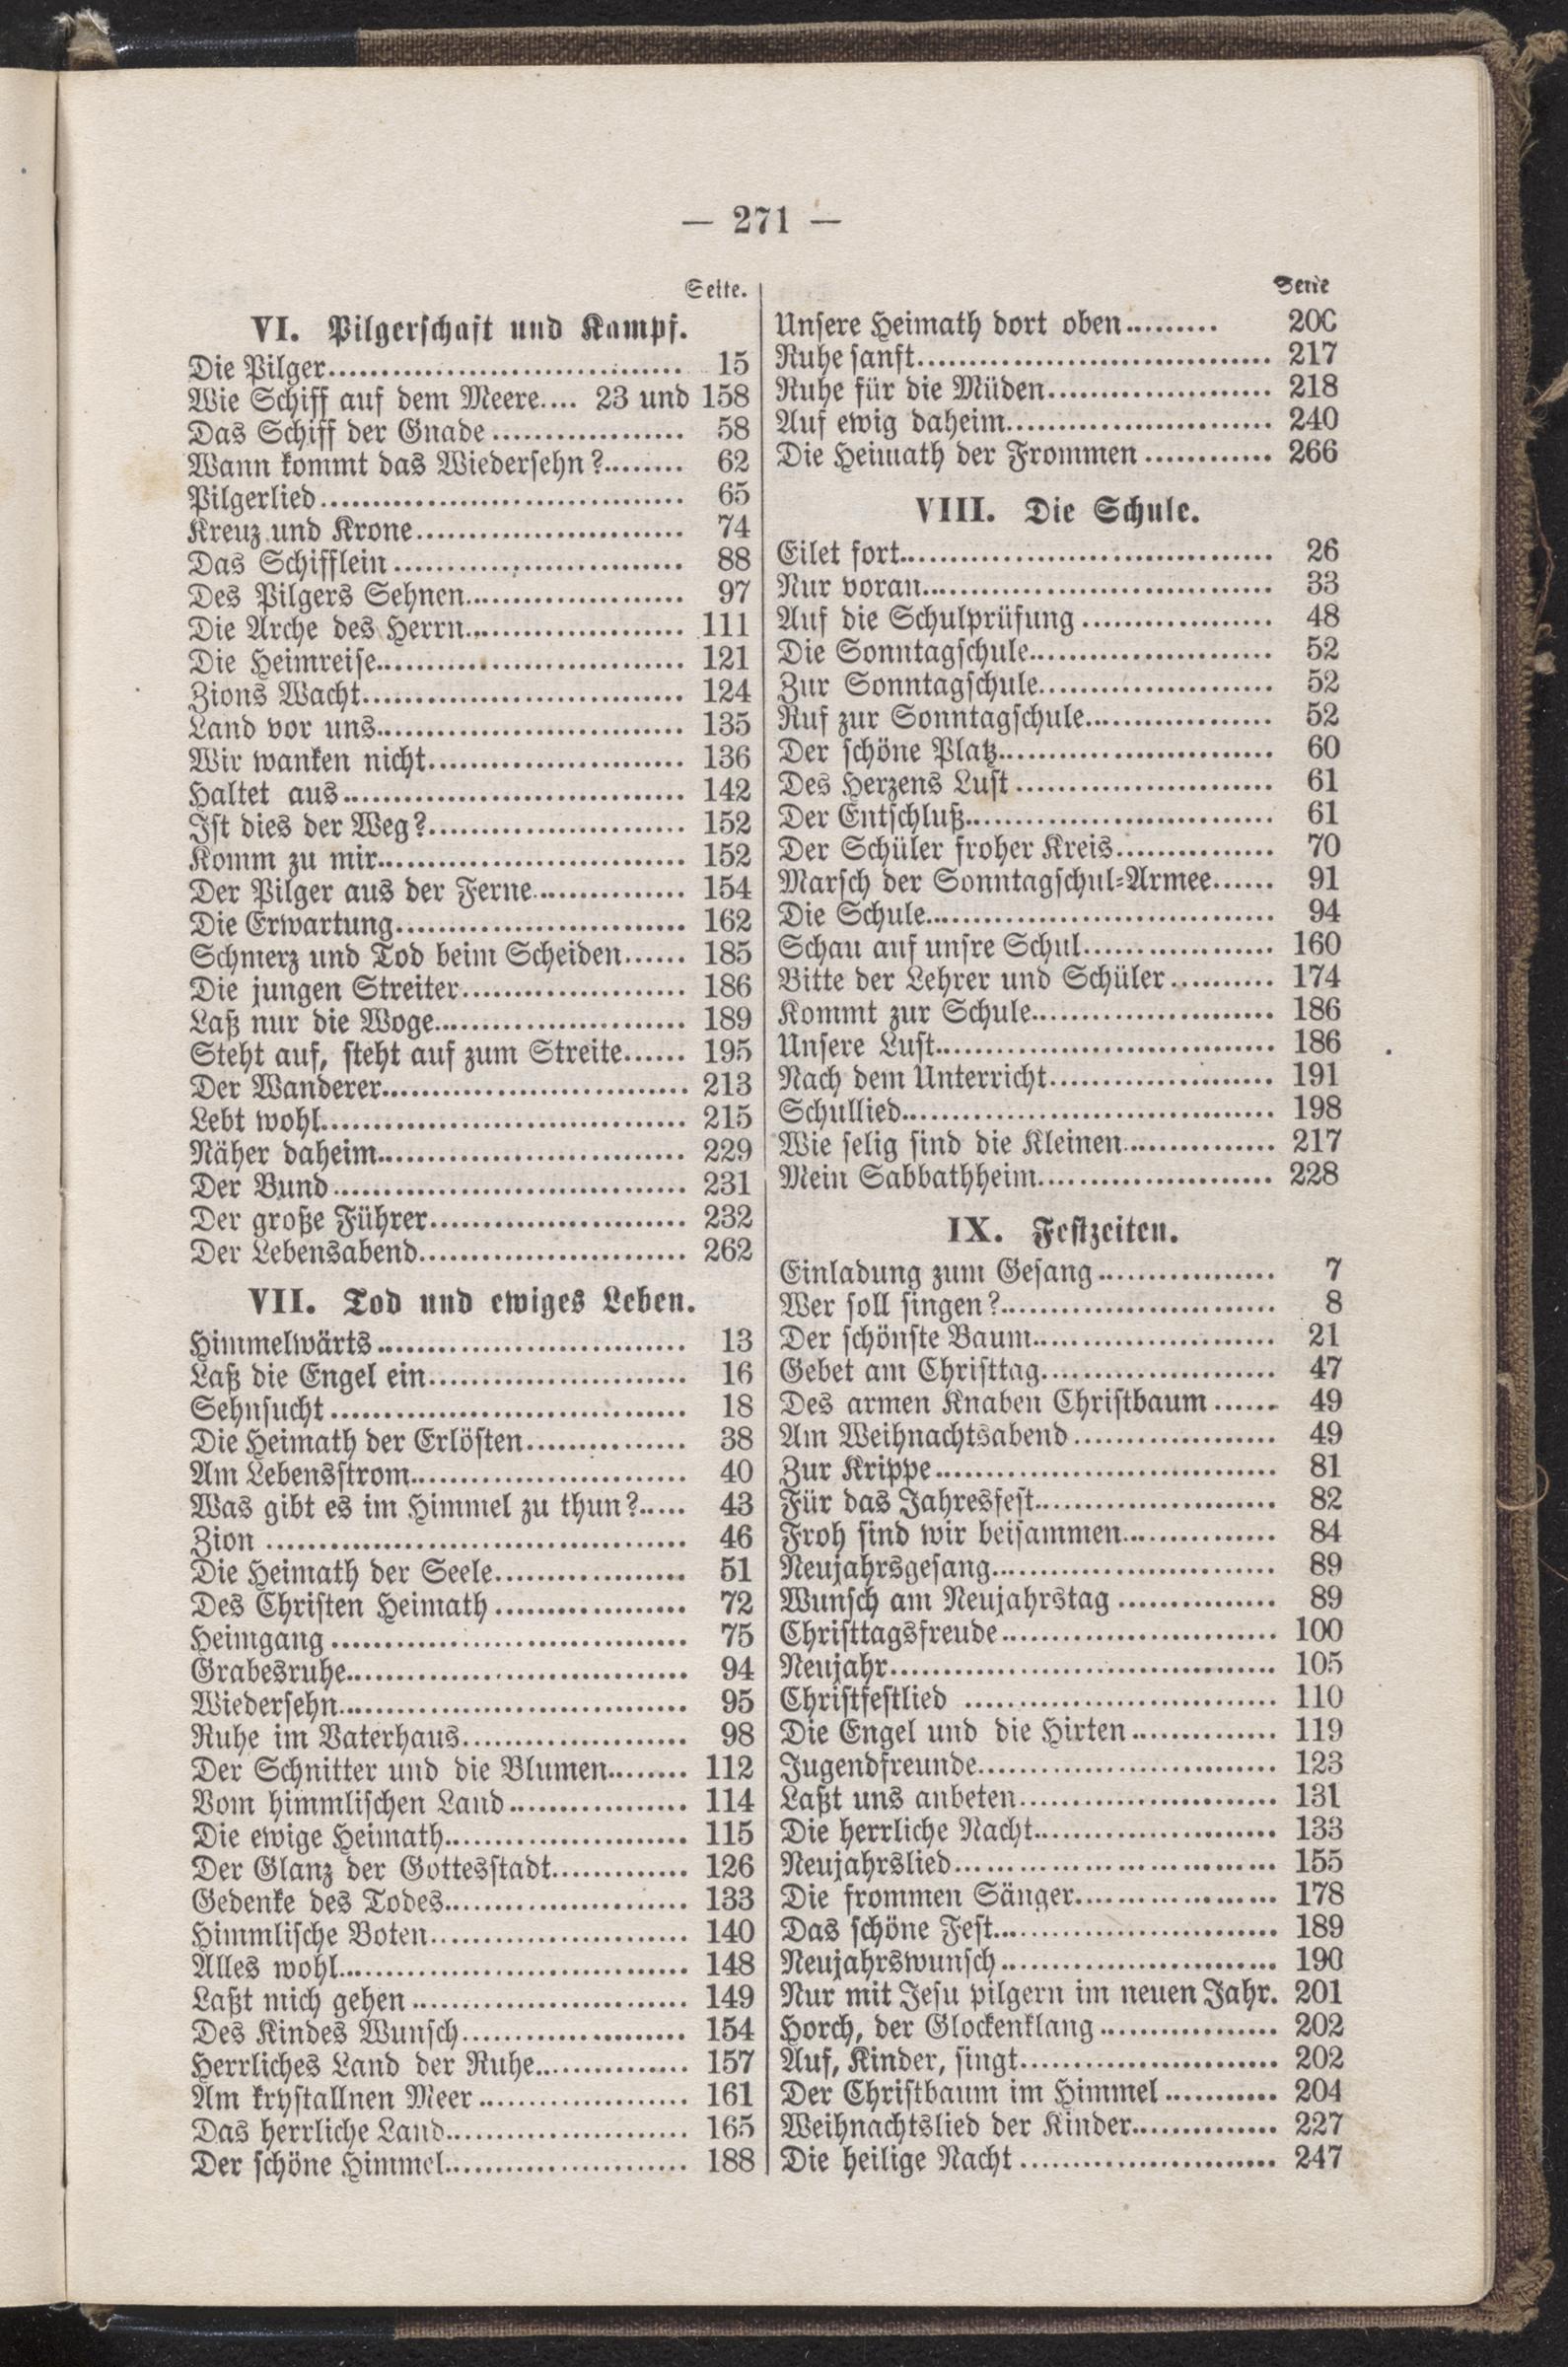 — 271 —
Seite.
VI. Pilgerschaft und Kampf.
Die Pilger.................................. 15
Wie Schiff auf dem Meere.... 23 und 158
Das Schiff der Gnade.................. 58
Wann kommt das Wiedersehn?........ 62
Pilgerlied.................................. 65
Kreuz und Krone......................... 74
Das Schifflein............................ 88
Des Pilgers Sehnen..................... 97
Die Arche des Herrn..................... 111
Die Heimreise............................. 121
Zions Wacht............................... 124
Land vor uns.............................. 135
Wir wanken nicht......................... 136
Haltet aus................................. 142
Ist dies der Weg?......................... 152
Komm zu mir.............................. 152
Der Pilger aus der Ferne............... 154
Die Erwartung............................ 162
Schmerz und Tod beim Scheiden...... 185
Die jungen Streiter...................... 186
Laß nur die Woge........................ 189
Steht auf, steht auf zum Streite...... 195
Der Wanderer............................. 213
Lebt wohl................................... 215
Näher daheim............................. 229
Der Bund.................................. 231
Der große Führer......................... 232
Der Lebensabend......................... 262
VII. Tod und ewiges Leben.
Himmelwärts.............................. 13
Laß die Engel ein......................... 16
Sehnsucht.................................. 18
Die Heimath der Erlösten............... 38
Am Lebensstrom.......................... 40
Was gibt es im Himmel zu thun?..... 43
Zion ........................................ 46
Die Heimath der Seele.................. 51
Des Christen Heimath.................. 72
Heimgang.................................. 75
Grabesruhe................................ 94
Wiedersehn................................. 95
Ruhe im Vaterhaus...................... 98
Der Schnitter und die Blumen........ 112
Vom himmlischen Land................. 114
Die ewige Heimath....................... 115
Der Glanz der Gottesstadt............. 126
Gedenke des Todes....................... 133
Himmlische Boten......................... 140
Alles wohl................................. 148
Laßt mich gehen.......................... 149
Des Kindes Wunsch..................... 154
Herrliches Land der Ruhe.............. 157
Am krystallnen Meer.................... 161
Das herrliche Land....................... 165
Der schöne Himmel....................... 188
Unsere Heimath dort oben.........
Ruhe sanft.................................. 217
Ruhe für die Müden..................... 218
Auf ewig daheim......................... 240
Die Heimath der Frommen............ 266
VIII. Die Schule.
Eilet fort................................... 26
Nur voran................................. 33
Auf die Schulprüfung.................. 48
Die Sonntagschule....................... 52
Zur Sonntagschule...................... 52
Ruf zur Sonntagschule................. 52
Der schöne Platz......................... 60
Des Herzens Lust........................ 61
Der Entschluß............................ 61
Der Schüler froher Kreis............... 70
Marsch der Sonntagschul=Armee...... 91
Die Schule................................. 94
Schau auf unsre Schul.................. 160
Bitte der Lehrer und Schüler.......... 174
Kommt zur Schule....................... 186
Unsere Lust................................ 186
Nach dem Unterricht..................... 191
Schullied................................... 198
Wie selig sind die Kleinen.............. 217
Mein Sabbathheim...................... 228
IX. Festzeiten.
Einladung zum Gesang................. 7
Wer soll singen?.......................... 8
Der schönste Baum....................... 21
Gebet am Christtag...................... 47
Des armen Knaben Christbaum...... 49
Am Weihnachtsabend................... 49
Zur Krippe................................. 81
Für das Jahresfest....................... 82
Froh sind wir beisammen.............. 84
Neujahrsgesang........................... 89
Wunsch am Neujahrstag............... 89
Christtagsfreude.......................... 100
Neujahr..................................... 105
Christfestlied .............................. 110
Die Engel und die Hirten.............. 119
Jugendfreunde............................ 123
Laßt uns anbeten......................... 131
Die herrliche Nacht....................... 133
Neujahrslied............................... 155
Die frommen Sänger................... 178
Das schöne Fest........................... 189
Neujahrswunsch.......................... 190
Nur mit Jesu pilgern im neuen Jahr. 201
Horch, der Glockenklang................. 202
Auf, Kinder, singt......................... 202
Der Christbaum im Himmel........... 204
Weihnachtslied der Kinder.............. 227
Die heilige Nacht......................... 247